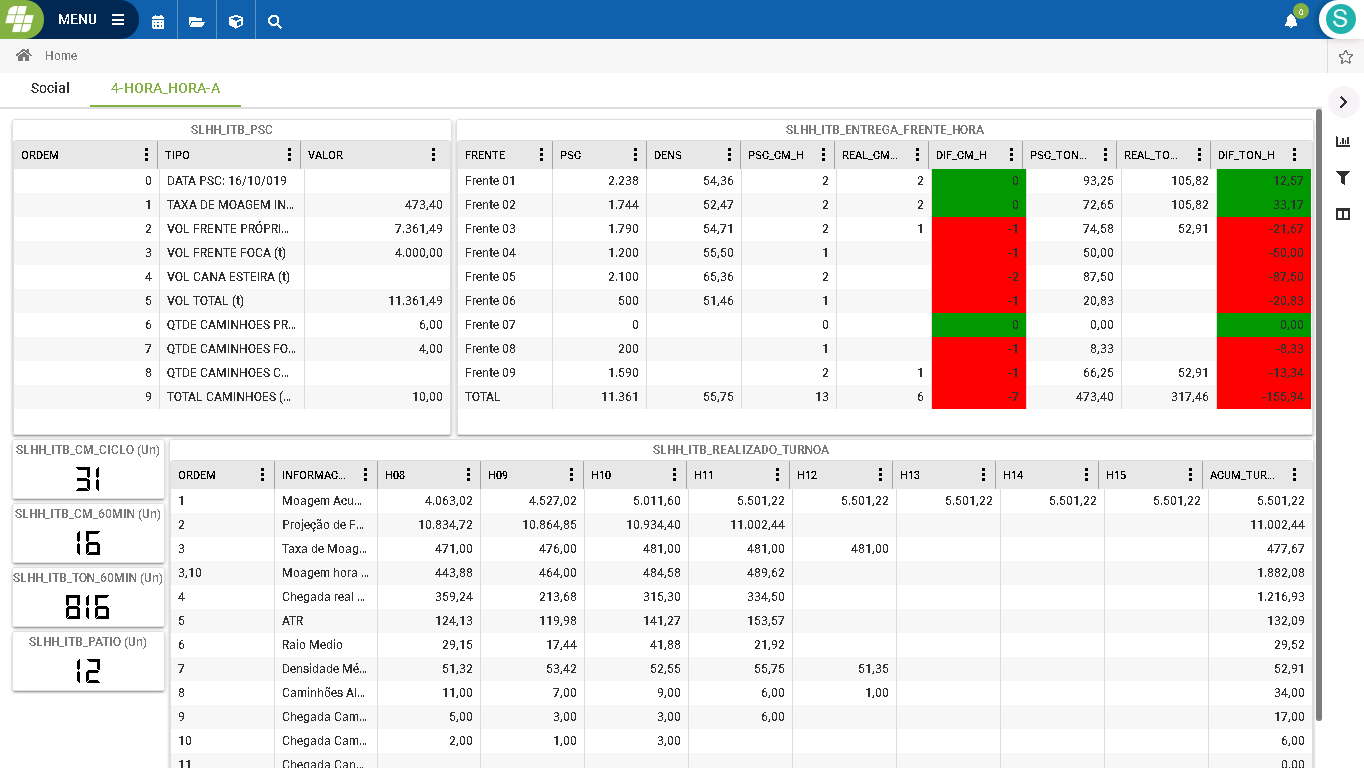 MENU
0
S
Home
Social 4-HORA_HORA-A
SLHH_ITB_PSC
ORDEM TIPO VALOR
0 DATA PSC: 16/10/019
1 TAXA DE MOAGEM IN... 473,40
2 VOL FRENTE PRÓPRI... 7.361,49
3 VOL FRENTE FOCA (t) 4.000,00
4 VOL CANA ESTEIRA (t)
5 VOL TOTAL (t) 11.361,49
6 QTDE CAMINHOES PR... 6,00
7 QTDE CAMINHOES FO... 4,00
8 QTDE CAMINHOES C...
9 TOTAL CAMINHOES (... 10,00
SLHH_ITB_ENTREGA_FRENTE_HORA
FRENTE PSC DENS PSC_CM_H REAL_CM... DIF_CM_H PSC_TON... REAL_TO... DIF_TON_H
Frente 01 2.238 54,36 2 2 0 93,25 105,82 12,57
Frente 02 1.744 52,47 2 2 0 72,65 105,82 33,17
Frente 03 1.790 54,71 2 1 -1 74,58 52,91 -21,67
Frente 04 1.200 55,50 1 -1 50,00 -50,00
Frente 05 2.100 65,36 2 -2 87,50 -87,50
Frente 06 500 51,46 1 -1 20,83 -20,83
Frente 07 0 0 0 0,00 0,00
Frente 08 200 1 -1 8,33 -8,33
Frente 09 1.590 2 1 -1 66,25 52,91 -13,34
TOTAL 11.361 55,75 13 6 -7 473,40 317,46 -155,94
SLHH_ITB_CM_CICLO (Un)
31
SLHH_ITB_CM_60MIN (Un)
16
SLHH_ITB_TON_60MIN (Un)
816
SLHH_ITB_PATIO (Un)
12
SLHH_ITB_REALIZADO_TURNOA
ORDEM INFORMAC... H08 H09 H10 H11 H12 H13 H14 H15 ACUM_TUR...
1 Moagem Acu... 4.063,02 4.527,02 5.011,60 5.501,22 5.501,22 5.501,22 5.501,22 5.501,22 5.501,22
2 Projeção de F... 10.834,72 10.864,85 10.934,40 11.002,44 11.002,44
3 Taxa de Moag... 471,00 476,00 481,00 481,00 481,00 477,67
3,10 Moagem hora ... 443,88 464,00 484,58 489,62 1.882,08
4 Chegada real ... 359,24 213,68 315,30 334,50 1.216,93
5 ATR 124,13 119,98 141,27 153,57 132,09
6 Raio Medio 29,15 17,44 41,88 21,92 29,52
7 Densidade Mé... 51,32 53,42 52,55 55,75 51,35 52,91
8 Caminhões Al... 11,00 7,00 9,00 6,00 1,00 34,00
9 Chegada Cam... 5,00 3,00 3,00 6,00 17,00
10 Chegada Cam... 2,00 1,00 3,00 6,00
11 Chegada Can... 0,00